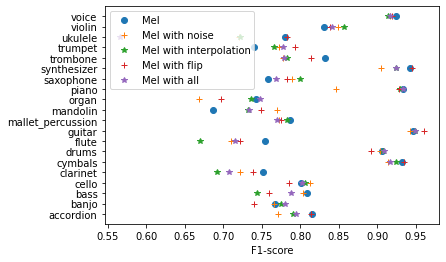 voice
violin
ukulele
trumpet
trombone
synthesizer
saxophone
piano
organ
mandolin
mallet_percussion
guitar
flute
drums
cymbals
clarinet
cello
bass
banjo
accordion
Mel
Mel with noise
Mel with interpolation
Mel with flip
Mel with all
0.55 0.60 0.65 0.70 0.75 0.80 0.85 0.90 0.95
F1-score